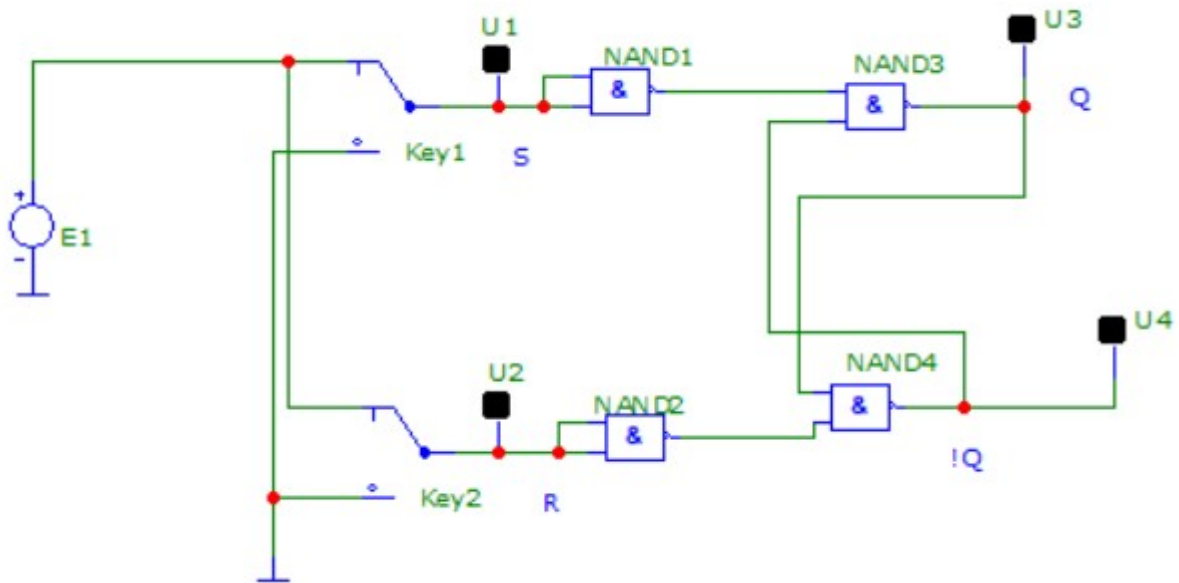 U1
U3
NAND1
NAND3
&
&
Q
Key1
S
+
E1
-
U4
U2
NAND4
NAND2
&
&
!Q
Key2
R